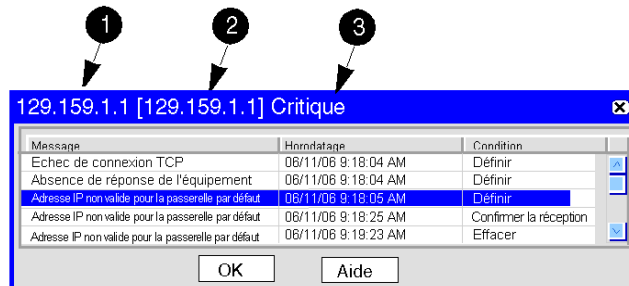 1 2 3
129.159.1.1 [129.159.1.1] Critique
Message Horodatage Condition
Echec de connexion TCP 06/11/06 9:18:04 AM Définir
Absence de réponse de l'équipement 06/11/06 9:18:04 AM Définir
Adresse IP non valide pour la passerelle par défaut 06/11/06 9:18:05 AM Définir
Adresse IP non valide pour la passerelle par défaut 06/11/06 9:18:25 AM Confirmer la réception
Adresse IP non valide pour la passerelle par défaut 06/11/06 9:19:23 AM Effacer
OK Aide